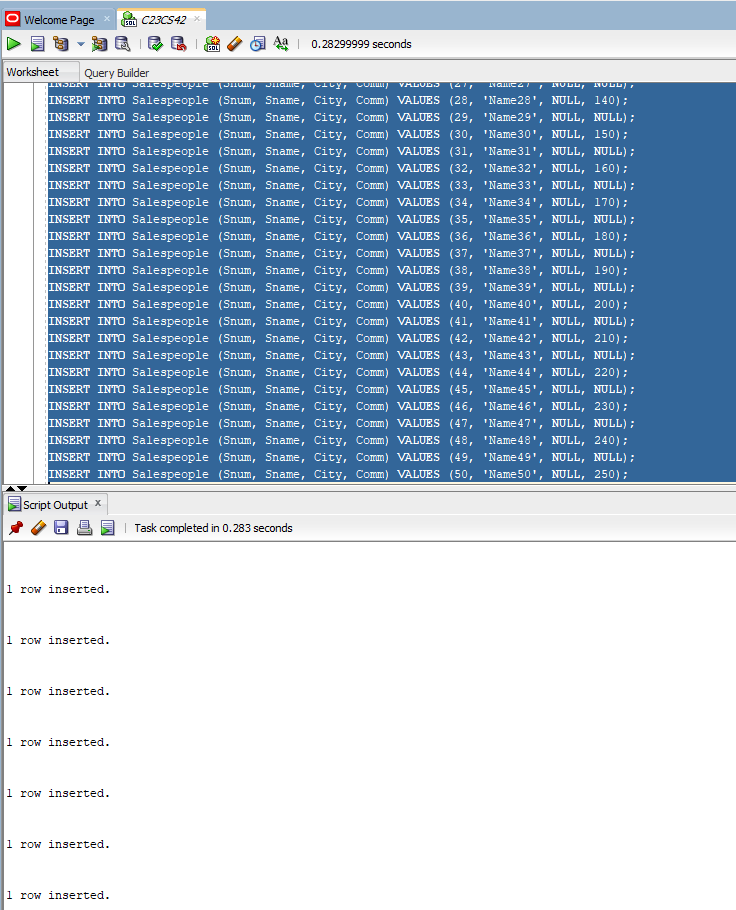 Welcome Page
C23CS42
0.28299999 seconds
Worksheet
Query Builder
INSERT INTO Salespeople (Snum, Sname, City, Comm) VALUES (27, 'Name27', NULL, NULL);
INSERT INTO Salespeople (Snum, Sname, City, Comm) VALUES (28, 'Name28', NULL, 140);
INSERT INTO Salespeople (Snum, Sname, City, Comm) VALUES (29, 'Name29', NULL, NULL);
INSERT INTO Salespeople (Snum, Sname, City, Comm) VALUES (30, 'Name30', NULL, 150);
INSERT INTO Salespeople (Snum, Sname, City, Comm) VALUES (31, 'Name31', NULL, NULL);
INSERT INTO Salespeople (Snum, Sname, City, Comm) VALUES (32, 'Name32', NULL, 160);
INSERT INTO Salespeople (Snum, Sname, City, Comm) VALUES (33, 'Name33', NULL, NULL);
INSERT INTO Salespeople (Snum, Sname, City, Comm) VALUES (34, 'Name34', NULL, 170);
INSERT INTO Salespeople (Snum, Sname, City, Comm) VALUES (35, 'Name35', NULL, NULL);
INSERT INTO Salespeople (Snum, Sname, City, Comm) VALUES (36, 'Name36', NULL, 180);
INSERT INTO Salespeople (Snum, Sname, City, Comm) VALUES (37, 'Name37', NULL, NULL);
INSERT INTO Salespeople (Snum, Sname, City, Comm) VALUES (38, 'Name38', NULL, 190);
INSERT INTO Salespeople (Snum, Sname, City, Comm) VALUES (39, 'Name39', NULL, NULL);
INSERT INTO Salespeople (Snum, Sname, City, Comm) VALUES (40, 'Name40', NULL, 200);
INSERT INTO Salespeople (Snum, Sname, City, Comm) VALUES (41, 'Name41', NULL, NULL);
INSERT INTO Salespeople (Snum, Sname, City, Comm) VALUES (42, 'Name42', NULL, 210);
INSERT INTO Salespeople (Snum, Sname, City, Comm) VALUES (43, 'Name43', NULL, NULL);
INSERT INTO Salespeople (Snum, Sname, City, Comm) VALUES (44, 'Name44', NULL, 220);
INSERT INTO Salespeople (Snum, Sname, City, Comm) VALUES (45, 'Name45', NULL, NULL);
INSERT INTO Salespeople (Snum, Sname, City, Comm) VALUES (46, 'Name46', NULL, 230);
INSERT INTO Salespeople (Snum, Sname, City, Comm) VALUES (47, 'Name47', NULL, NULL);
INSERT INTO Salespeople (Snum, Sname, City, Comm) VALUES (48, 'Name48', NULL, 240);
INSERT INTO Salespeople (Snum, Sname, City, Comm) VALUES (49, 'Name49', NULL, NULL);
INSERT INTO Salespeople (Snum, Sname, City, Comm) VALUES (50, 'Name50', NULL, 250);
Script Output
Task completed in 0.283 seconds
1 row inserted.
1 row inserted.
1 row inserted.
1 row inserted.
1 row inserted.
1 row inserted.
1 row inserted.